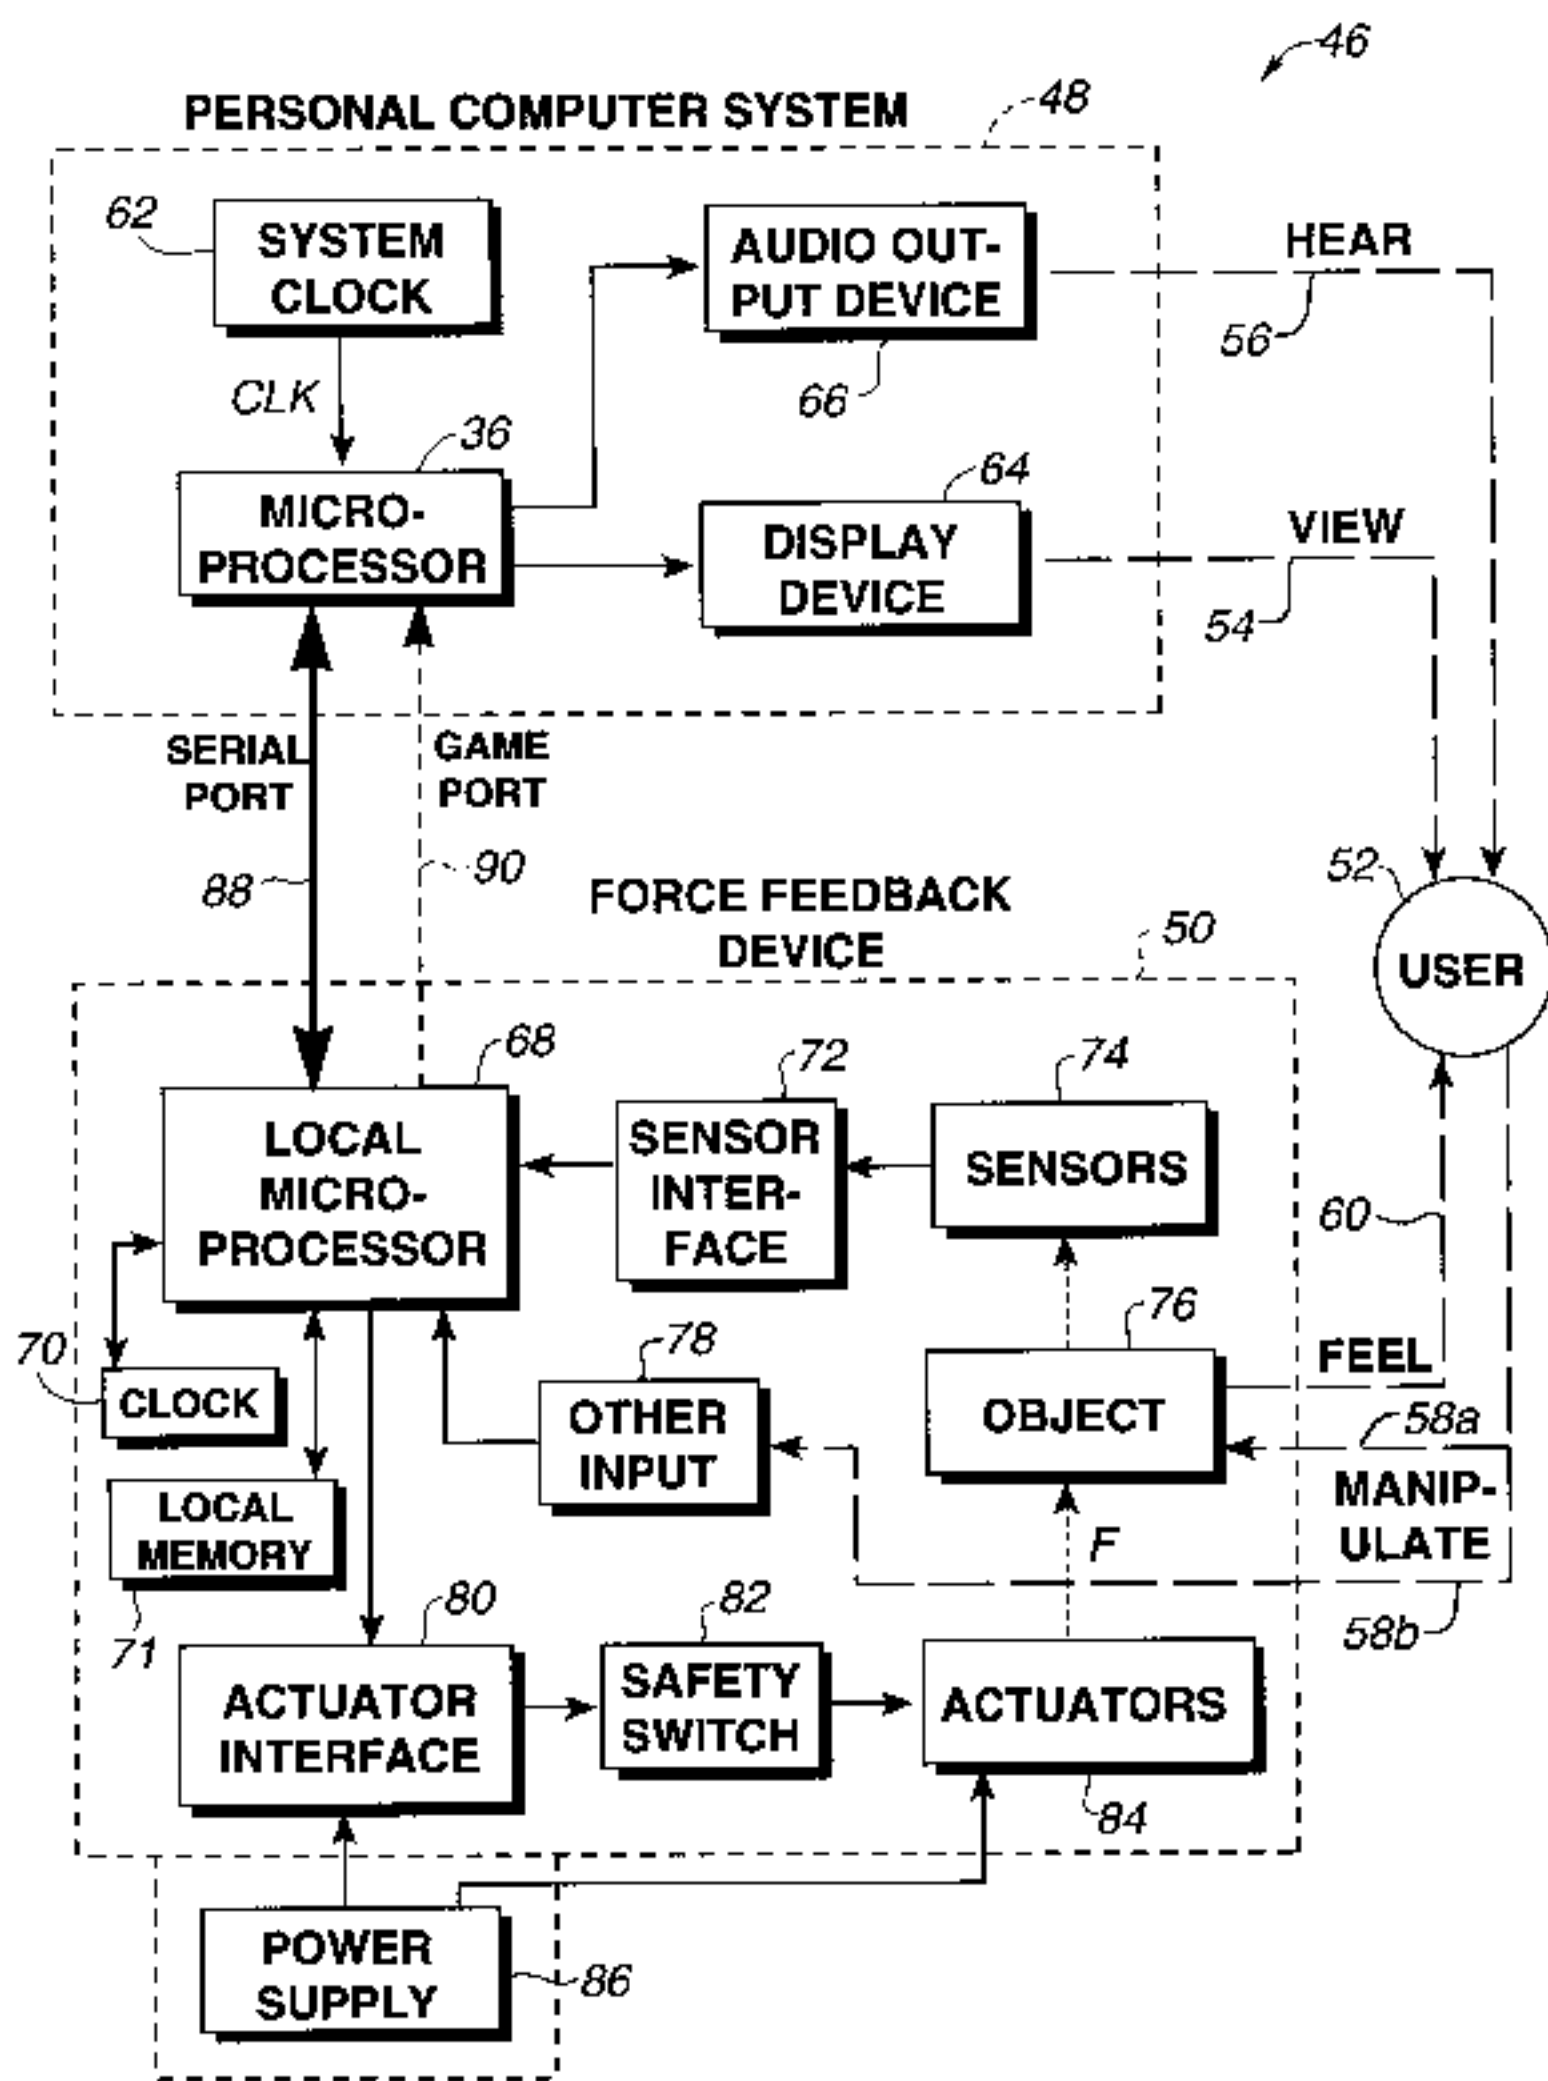 46
PERSONAL COMPUTER SYSTEM
48
62
SYSTEM
CLOCK
AUDIO OUT-
PUT DEVICE
HEAR
56
66
CLK
36
MICRO-
PROCESSOR
64
DISPLAY
DEVICE
VIEW
54
SERIAL
PORT
GAME
PORT
88
90
FORCE FEEDBACK
DEVICE
50
52
USER
68
LOCAL
MICRO-
PROCESSOR
72
SENSOR
INTER-
FACE
74
SENSORS
60
70
CLOCK
78
OTHER
INPUT
76
OBJECT
FEEL
58a
MANIP-
ULATE
58b
LOCAL
MEMORY
71
F
80
ACTUATOR
INTERFACE
82
SAFETY
SWITCH
ACTUATORS
84
POWER
SUPPLY
86